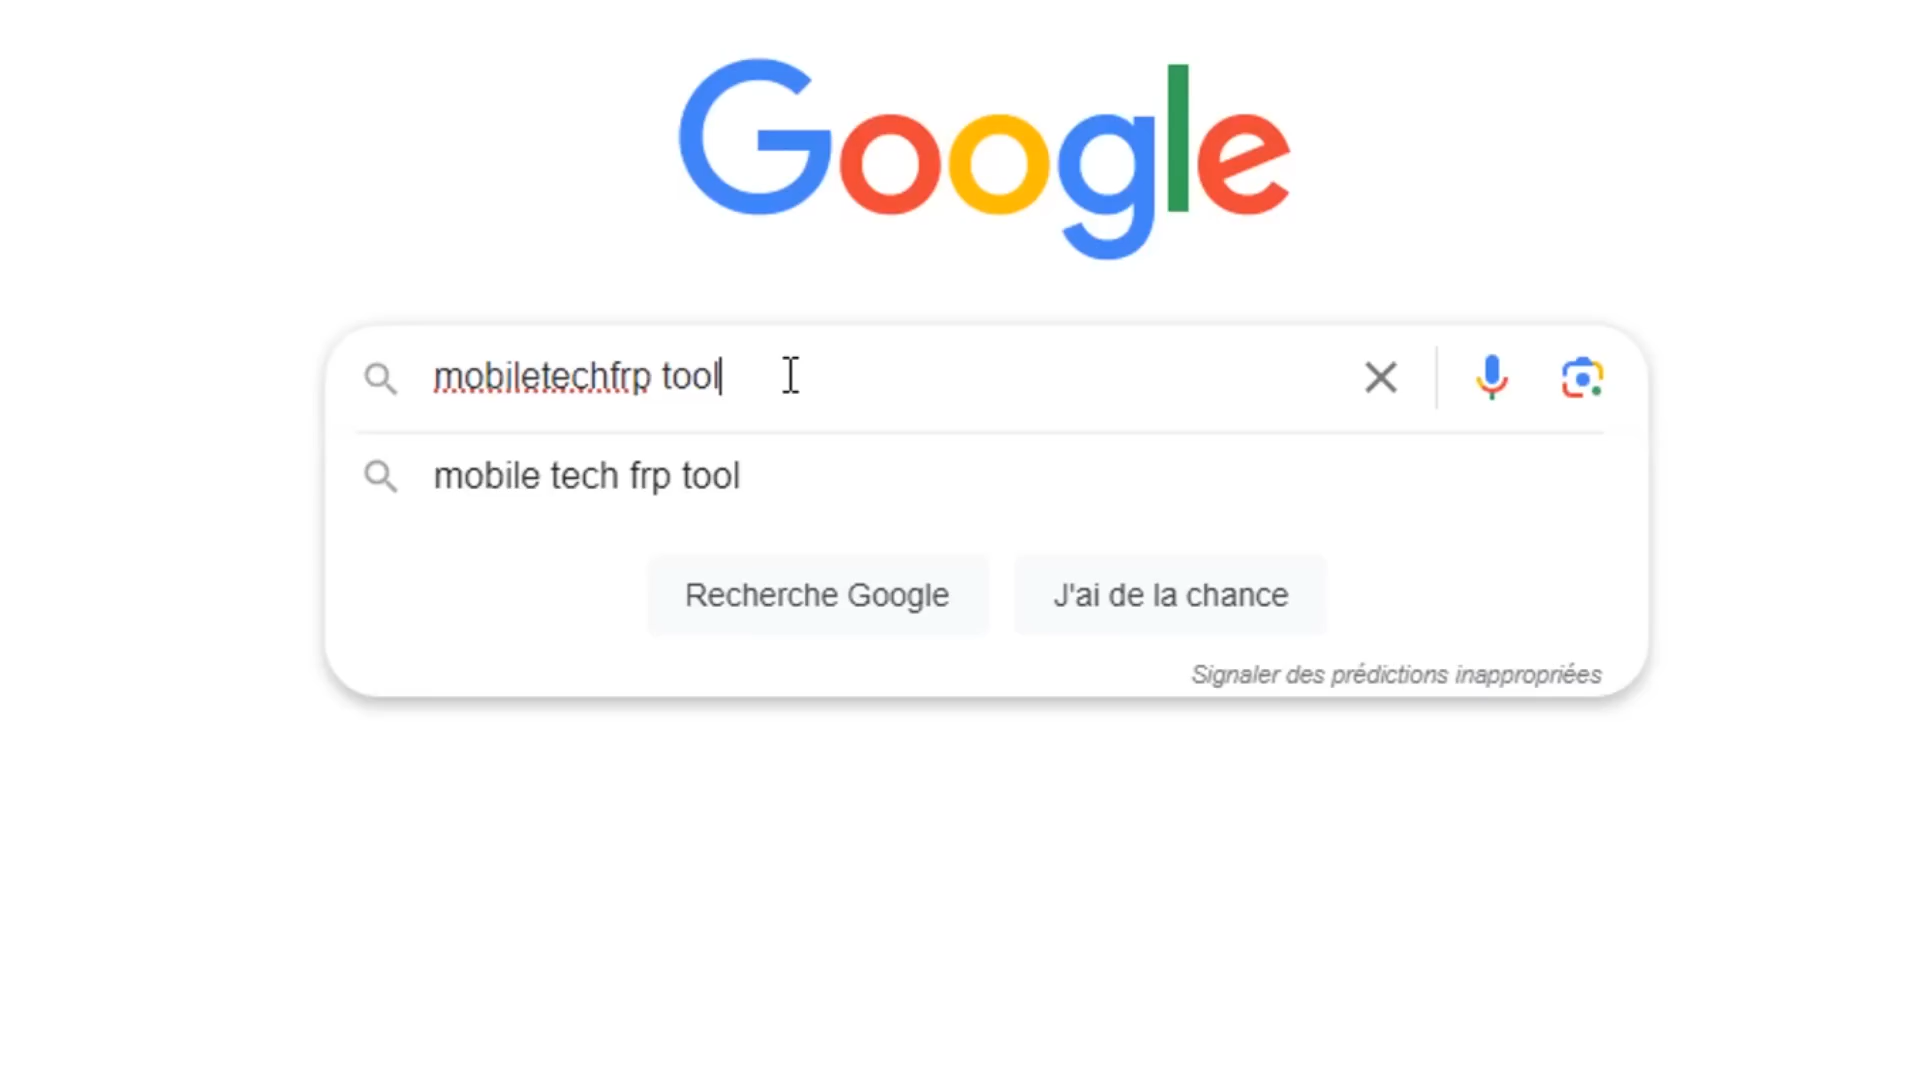 Google
mobiletechfrp tool
mobile tech frp tool
Recherche Google
J'ai de la chance
Signaler des prédictions inappropriées